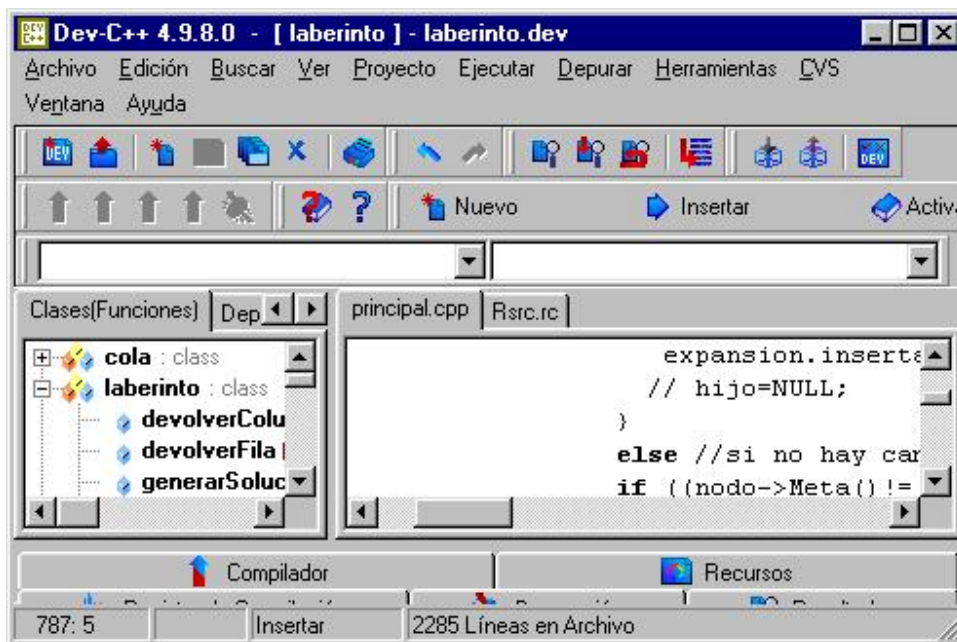 Dev-C++ 4.9.8.0 - [ laberinto ] - laberinto.dev
Archivo Edición Buscar Ver Proyecto Ejecutar Depurar Herramientas CVS
Ventana Ayuda
Nuevo Insertar Activ
Clases(Funciones) Dep principal.cpp Rsrc.rc
cola : class
laberinto : class
devolverColu
devolverFila
generarSoluc
expansion.inserta
// hijo=NULL;
}
else //si no hay car
if ((nodo->Meta()!=
Compilador Recursos
787: 5 Insertar 2285 Líneas en Archivo